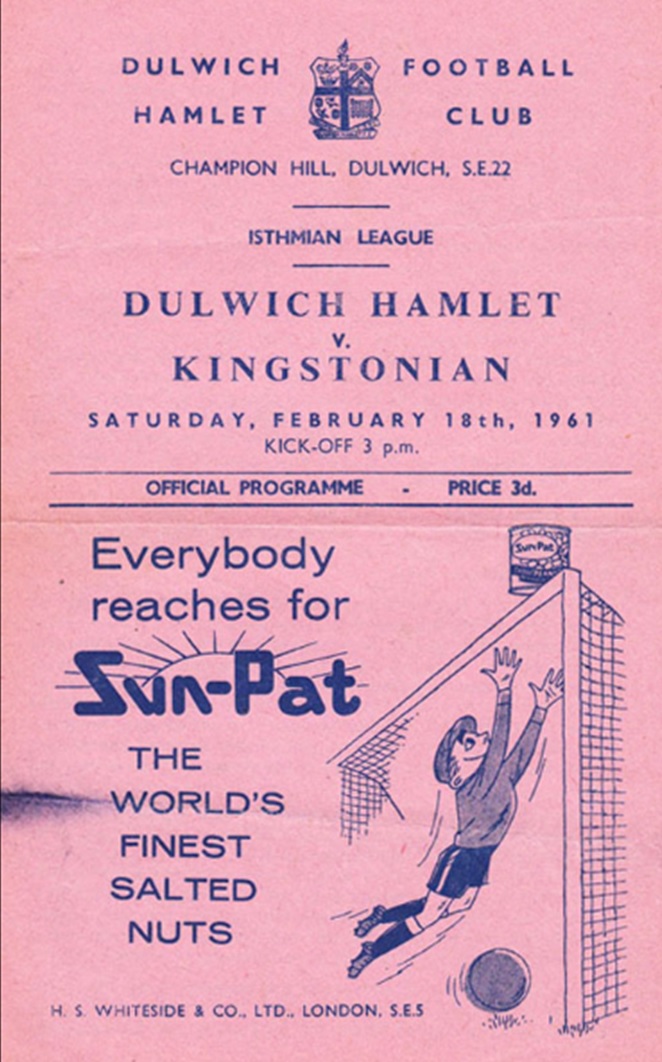 DULWICH FOOTBALL
HAMLET CLUB
CHAMPION HILL, DULWICH, S.E.22
ISTHMIAN LEAGUE
DULWICH HAMLET
v.
KINGSTONIAN
SATURDAY, FEBRUARY 18th, 1961
KICK-OFF 3 p.m.
OFFICIAL PROGRAMME - PRICE 3d.
Everybody
reaches for
Sun-Pat
Sun-Pat
THE
WORLD'S
FINEST
SALTED
NUTS
H. S. WHITESIDE & CO., LTD., LONDON, S.E.5